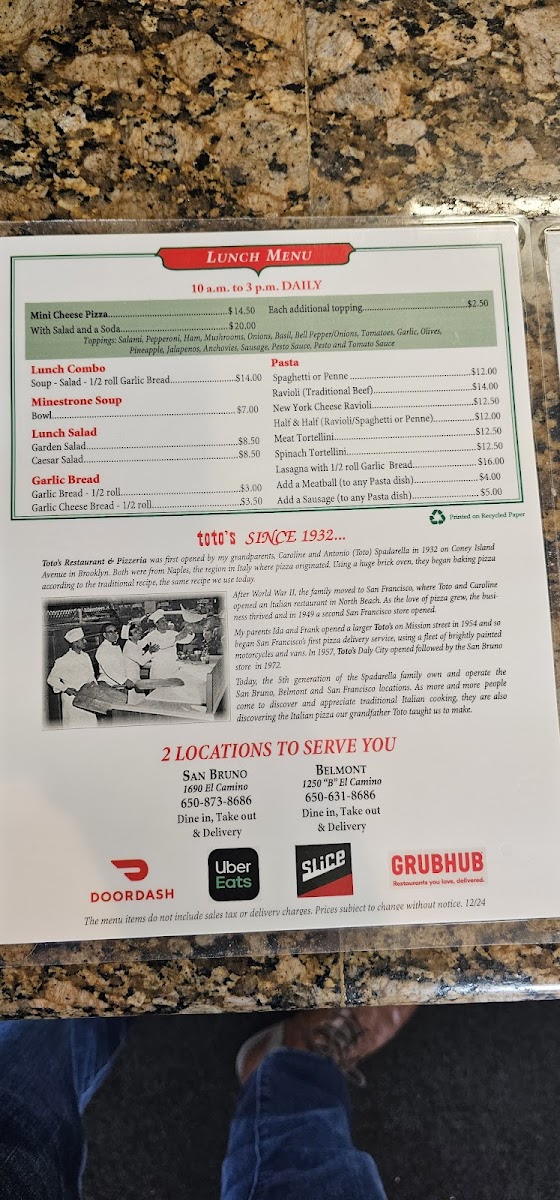 LUNCH MENU
10 a.m. to 3 p.m. DAILY
Mini Cheese Pizza....$14.50 Each additional topping....$2.50
With Salad and a Soda....$20.00
Toppings: Salami, Pepperoni, Ham, Mushrooms, Onions, Basil, Bell Pepper/Onions, Tomatoes, Garlic, Olives,
Pineapple, Jalapenos, Anchovies, Sausage, Pesto Sauce, Pesto and Tomato Sauce
Lunch Combo
Soup - Salad - 1/2 roll Garlic Bread....$14.00
Minestrone Soup
Bowl....$7.00
Lunch Salad
Garden Salad....$8.50
Caesar Salad....$8.50
Garlic Bread
Garlic Bread - 1/2 roll....$3.00
Garlic Cheese Bread - 1/2 roll....$3.50
Pasta
Spaghetti or Penne....$12.00
Ravioli (Traditional Beef)....$14.00
New York Cheese Ravioli....$12.50
Half & Half (Ravioli/Spaghetti or Penne)....$12.00
Meat Tortellini....$12.50
Spinach Tortellini....$12.50
Lasagna with 1/2 roll Garlic Bread....$16.00
Add a Meatball (to any Pasta dish)....$4.00
Add a Sausage (to any Pasta dish)....$5.00
Printed on Recycled Paper
toto's SINCE 1932...
Toto's Restaurant & Pizzeria was first opened by my grandparents, Caroline and Antonio (Toto) Spadarella in 1932 on Coney Island
Avenue in Brooklyn. Both were from Naples, the region in Italy where pizza originated. Using a huge brick oven, they began baking pizza
according to the traditional recipe, the same recipe we use today.
After World War II, the family moved to San Francisco, where Toto and Caroline
opened an Italian restaurant in North Beach. As the love of pizza grew, the busi-
ness thrived and in 1949 a second San Francisco store opened.
My parents Ida and Frank opened a larger Toto's on Mission street in 1954 and so
began San Francisco's first pizza delivery service, using a fleet of brightly painted
motorcycles and vans. In 1957, Toto's Daly City opened followed by the San Bruno
store in 1972.
Today, the 5th generation of the Spadarella family own and operate the
San Bruno, Belmont and San Francisco locations. As more and more people
come to discover and appreciate traditional Italian cooking, they are also
discovering the Italian pizza our grandfather Toto taught us to make.
2 LOCATIONS TO SERVE YOU
SAN BRUNO
1690 El Camino
650-873-8686
Dine in, Take out
& Delivery
BELMONT
1250 "B" El Camino
650-631-8686
Dine in, Take out
& Delivery
DOORDASH
Uber
Eats
SLICE
GRUBHUB
Restaurants you love, delivered.
The menu items do not include sales tax or delivery charges. Prices subject to change without notice. 12/24